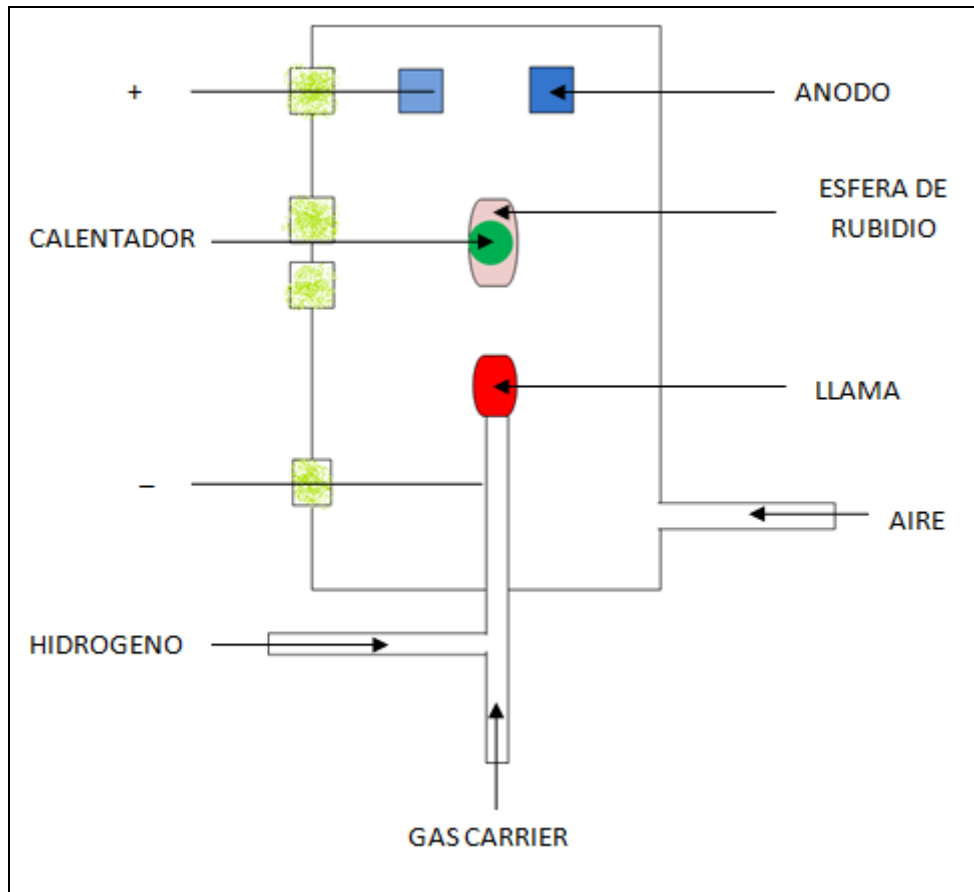 +
ANODO
ESFERA DE
RUBIDIO
CALENTADOR
LLAMA
–
AIRE
HIDROGENO
GAS CARRIER